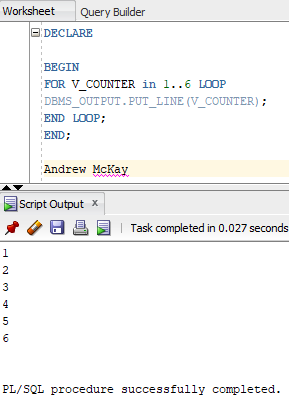 Worksheet Query Builder
DECLARE
BEGIN
FOR V_COUNTER in 1..6 LOOP
DBMS_OUTPUT.PUT_LINE(V_COUNTER);
END LOOP;
END;
Andrew McKay
Script Output x
Task completed in 0.027 seconds
1
2
3
4
5
6
PL/SQL procedure successfully completed.